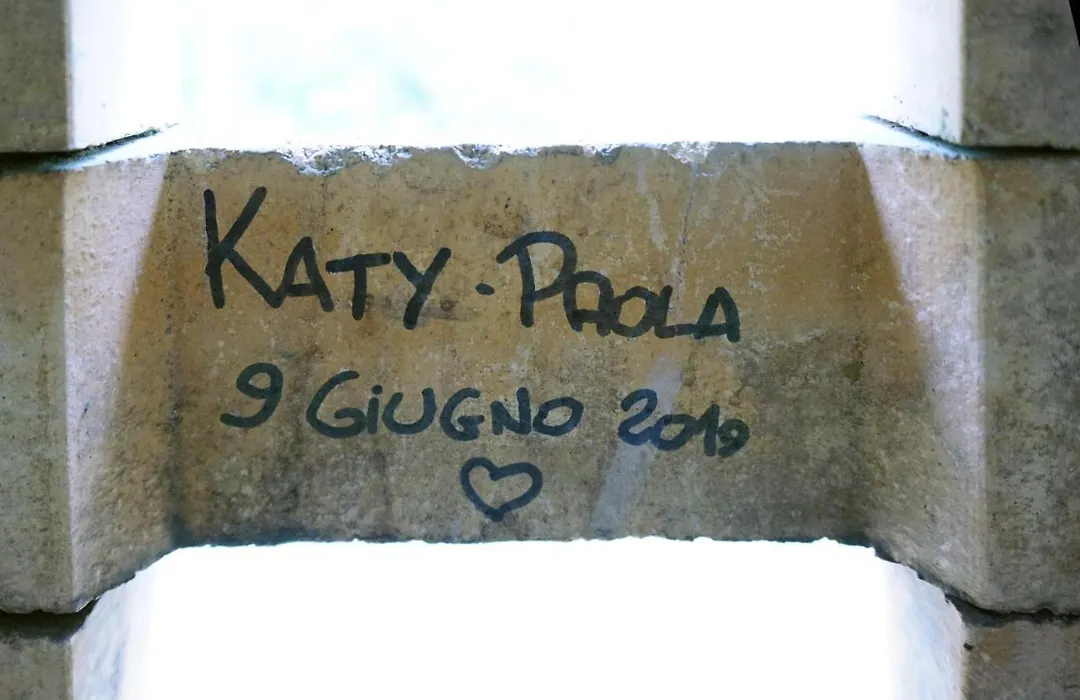 KATY · PAOLA
9 GiUGNO 2019